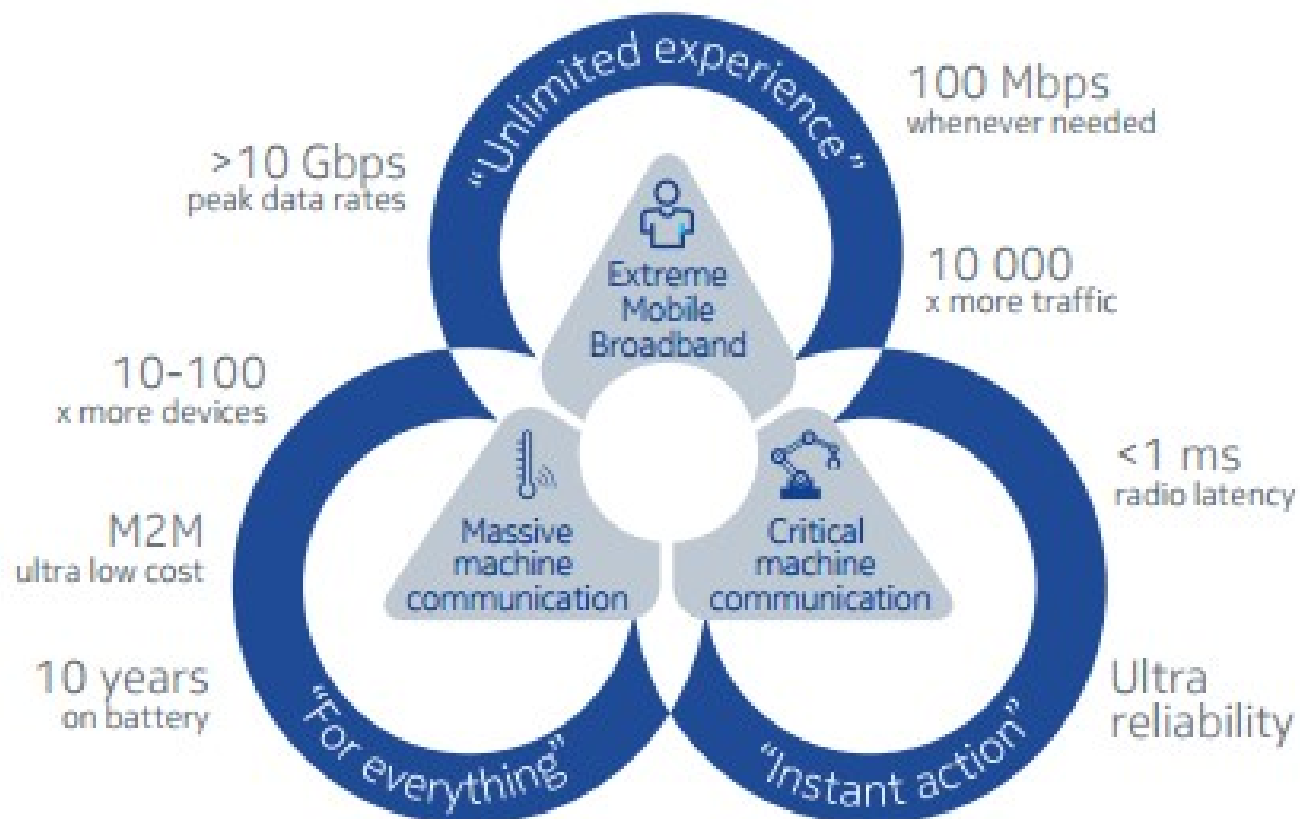 “Unlimited experience”
100 Mbps
whenever needed
>10 Gbps
peak data rates
10 000
x more traffic
Extreme
Mobile
Broadband
10-100
x more devices
M2M
ultra low cost
10 years
on battery
Massive
machine
communication
“For everything”
Critical
machine
communication
<1 ms
radio latency
Ultra
reliability
“Instant action”